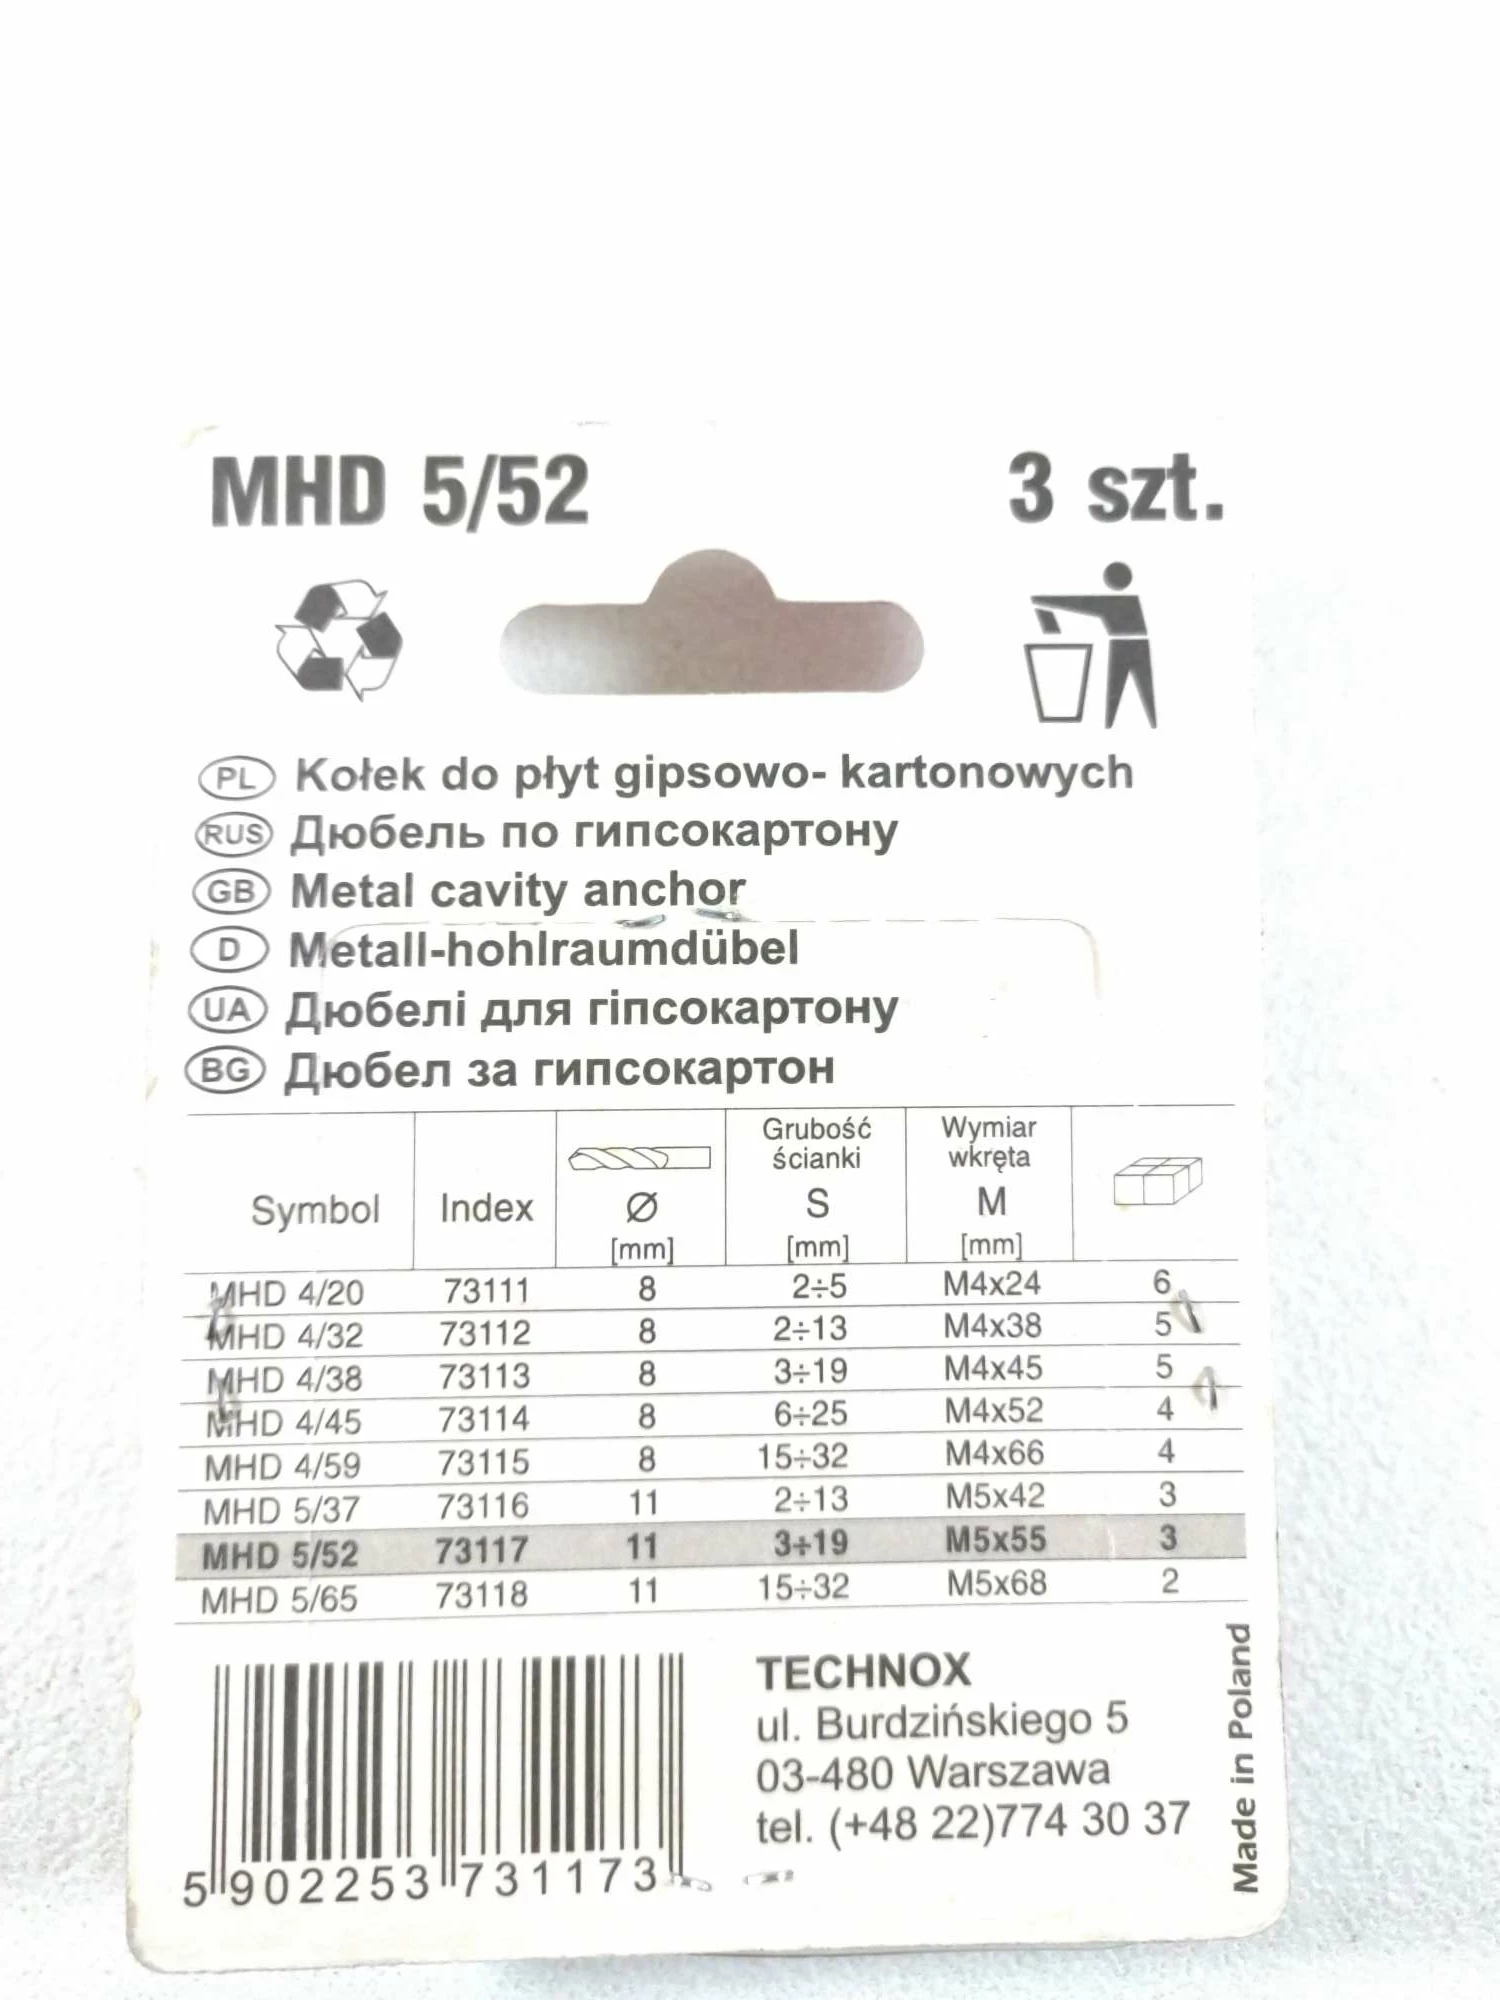 MHD 5/52 3 szt.
PL Kołek do płyt gipsowo- kartonowych
RUS Дюбель по гипсокартону
GB Metal cavity anchor
D Metall-hohlraumdübel
UA Дюбелі для гіпсокартону
BG Дюбел за гипсокартон
Symbol Index Ø [mm] Grubość ścianki S [mm] Wymiar wkręta M [mm]
MHD 4/20 73111 8 2÷5 M4x24 6
MHD 4/32 73112 8 2÷13 M4x38 5
MHD 4/38 73113 8 3÷19 M4x45 5
MHD 4/45 73114 8 6÷25 M4x52 4
MHD 4/59 73115 8 15÷32 M4x66 4
MHD 5/37 73116 11 2÷13 M5x42 3
MHD 5/52 73117 11 3÷19 M5x55 3
MHD 5/65 73118 11 15÷32 M5x68 2
5 902253 731173
TECHNOX
ul. Burdzińskiego 5
03-480 Warszawa
tel. (+48 22)774 30 37
Made in Poland